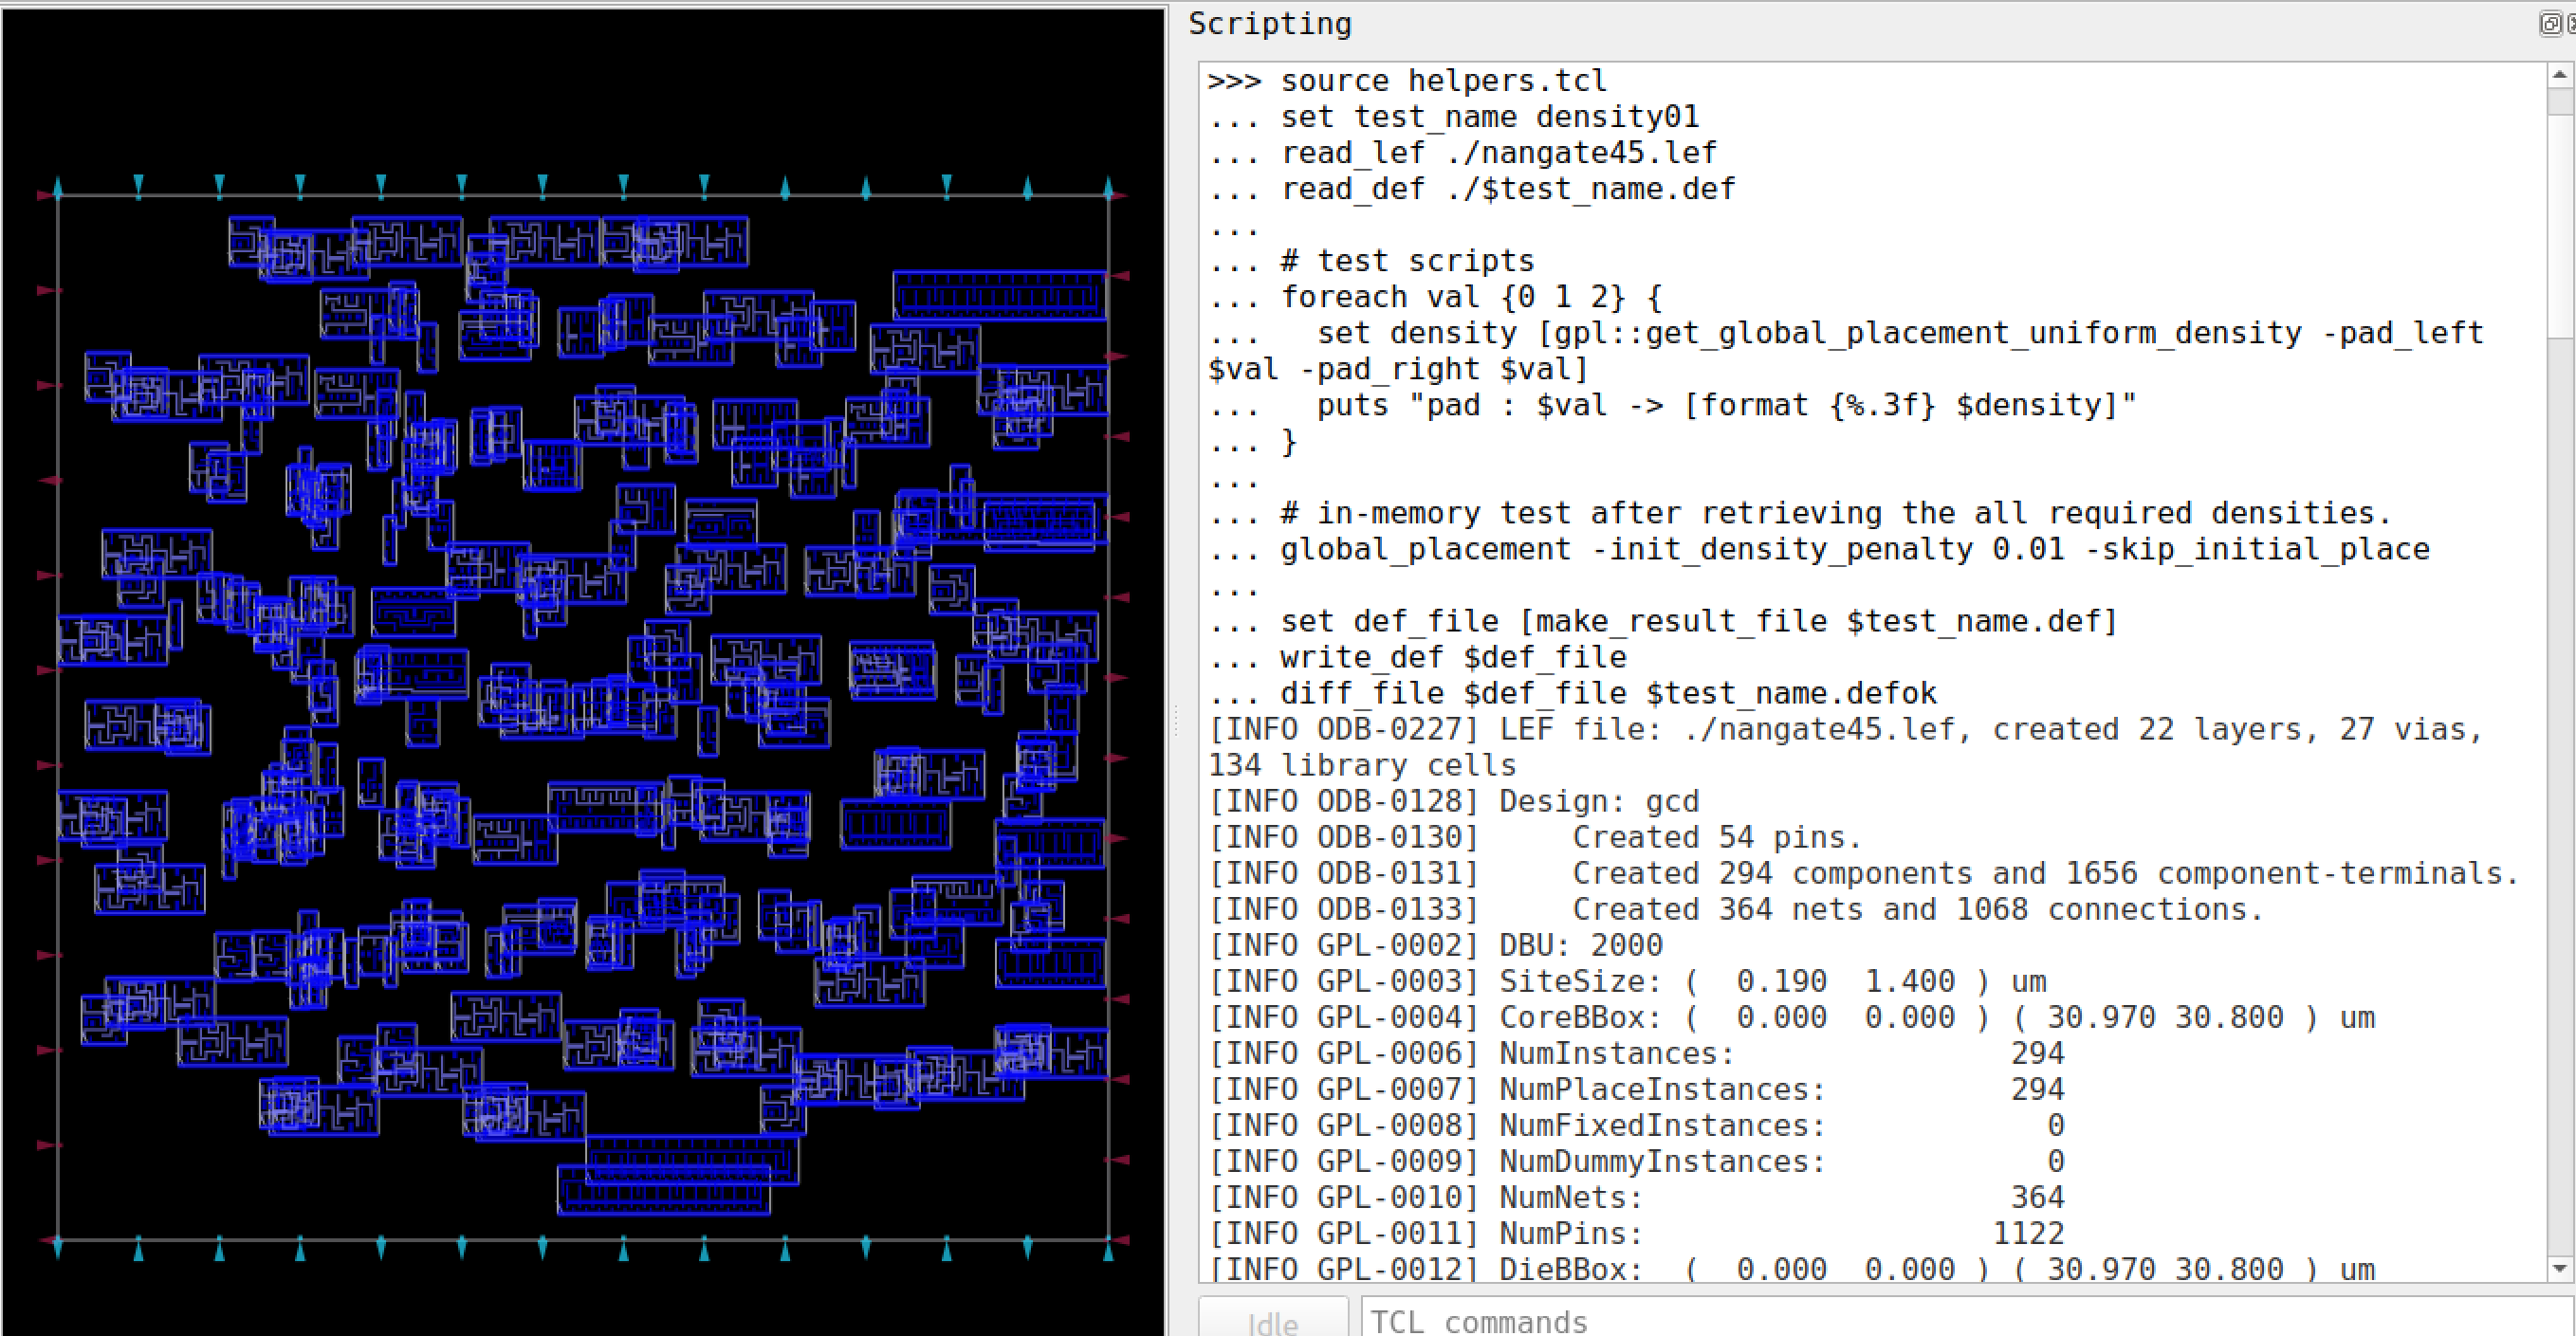 Scripting
>>> source helpers.tcl
... set test_name density01
... read_lef ./nangate45.lef
... read_def ./$test_name.def
...
... # test scripts
... foreach val {0 1 2} {
...   set density [gpl::get_global_placement_uniform_density -pad_left
$val -pad_right $val]
...   puts "pad : $val -> [format {%.3f} $density]"
... }
...
... # in-memory test after retrieving the all required densities.
... global_placement -init_density_penalty 0.01 -skip_initial_place
...
... set def_file [make_result_file $test_name.def]
... write_def $def_file
... diff_file $def_file $test_name.defok
[INFO ODB-0227] LEF file: ./nangate45.lef, created 22 layers, 27 vias,
134 library cells
[INFO ODB-0128] Design: gcd
[INFO ODB-0130]     Created 54 pins.
[INFO ODB-0131]     Created 294 components and 1656 component-terminals.
[INFO ODB-0133]     Created 364 nets and 1068 connections.
[INFO GPL-0002] DBU: 2000
[INFO GPL-0003] SiteSize: (  0.190  1.400 ) um
[INFO GPL-0004] CoreBBox: (  0.000  0.000 ) ( 30.970 30.800 ) um
[INFO GPL-0006] NumInstances:               294
[INFO GPL-0007] NumPlaceInstances:          294
[INFO GPL-0008] NumFixedInstances:            0
[INFO GPL-0009] NumDummyInstances:            0
[INFO GPL-0010] NumNets:                    364
[INFO GPL-0011] NumPins:                   1122
[INFO GPL-0012] DieBBox:  (  0.000  0.000 ) ( 30.970 30.800 ) um
Idle
TCL commands